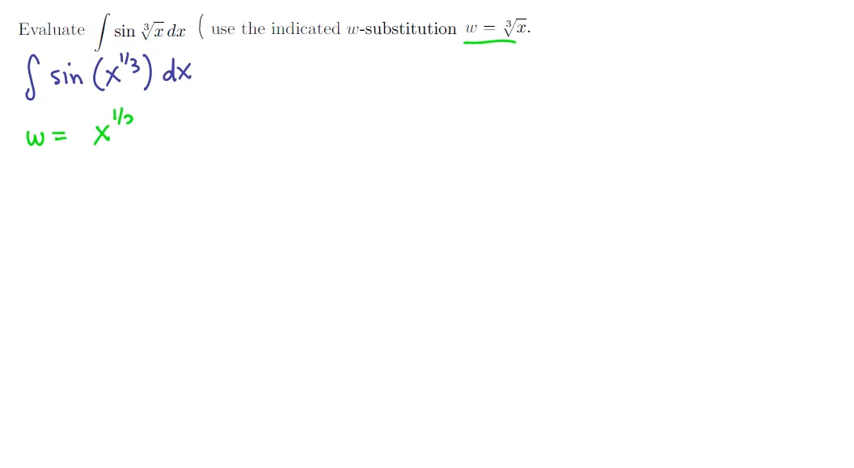 Evaluate ∫ sin ∛x dx ( use the indicated w-substitution w = ∛x.
∫ sin (x^{1/3}) dx
w = x^{1/3}